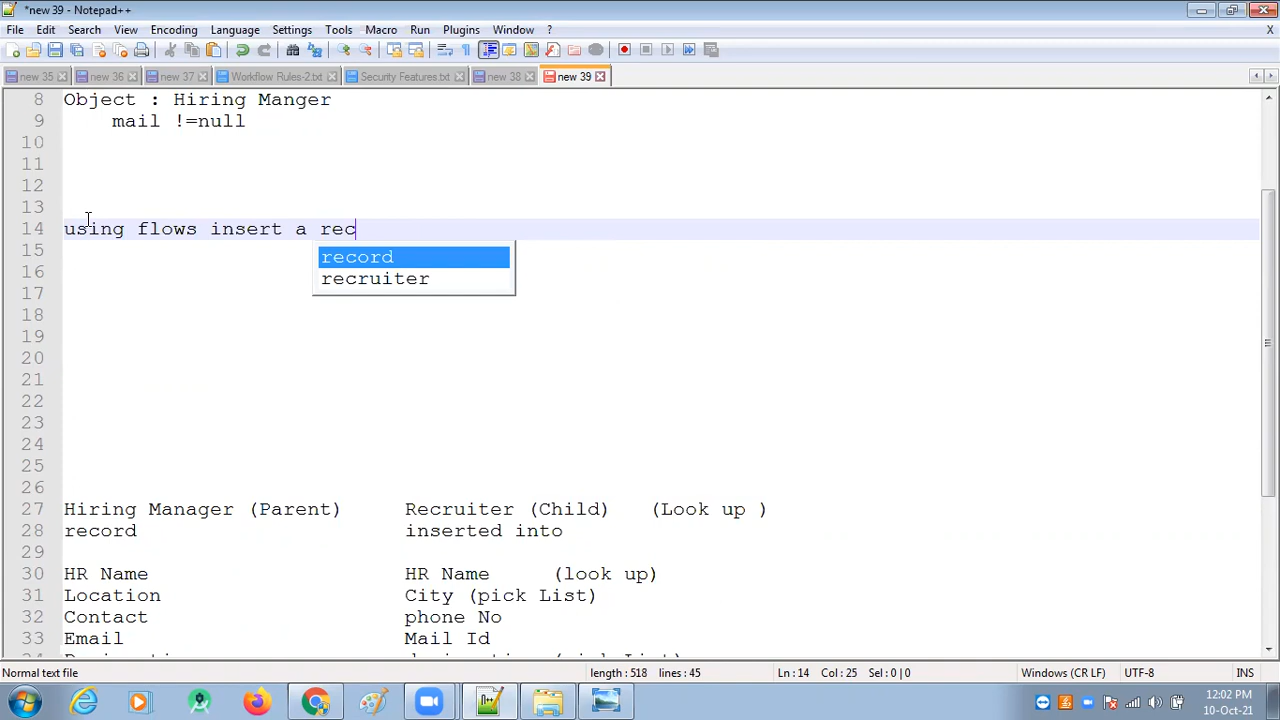 *new 39 - Notepad++
File Edit Search View Encoding Language Settings Tools Macro Run Plugins Window ? X
new 35 new 36 new 37 Workflow Rules-2.txt Security Features.txt new 38 new 39
8 Object : Hiring Manger
9 mail !=null
10
11
12
13
14 using flows insert a rec
15 record
16 recruiter
17
18
19
20
21
22
23
24
25
26
27 Hiring Manager (Parent) Recruiter (Child) (Look up )
28 record inserted into
29
30 HR Name HR Name (look up)
31 Location City (pick List)
32 Contact phone No
33 Email Mail Id
Normal text file length : 518 lines : 45 Ln : 14 Col : 25 Sel : 0 | 0 Windows (CR LF) UTF-8 INS
12:02 PM
10-Oct-21